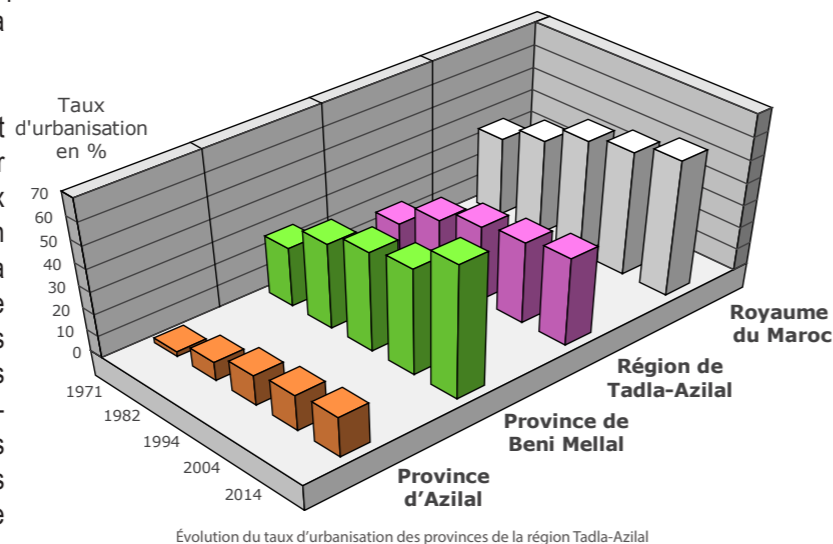 Taux
d'urbanisation
en %
70
60
50
40
30
20
10
0
1971
1982
1994
2004
2014
Royaume
du Maroc
Région de
Tadla-Azilal
Province de
Beni Mellal
Province
d’Azilal
Évolution du taux d’urbanisation des provinces de la région Tadla-Azilal